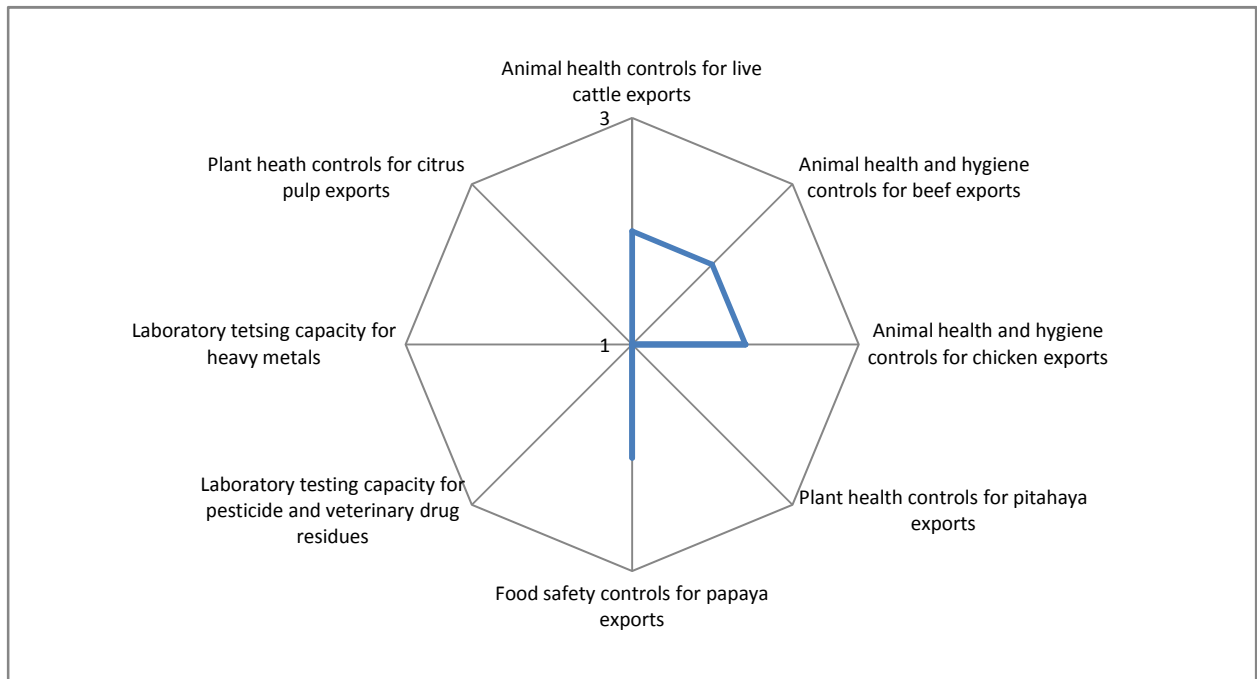 Animal health controls for live
cattle exports
3
Plant heath controls for citrus
pulp exports
Animal health and hygiene
controls for beef exports
Laboratory tetsing capacity for
heavy metals
1
Animal health and hygiene
controls for chicken exports
Laboratory testing capacity for
pesticide and veterinary drug
residues
Plant health controls for pitahaya
exports
Food safety controls for papaya
exports